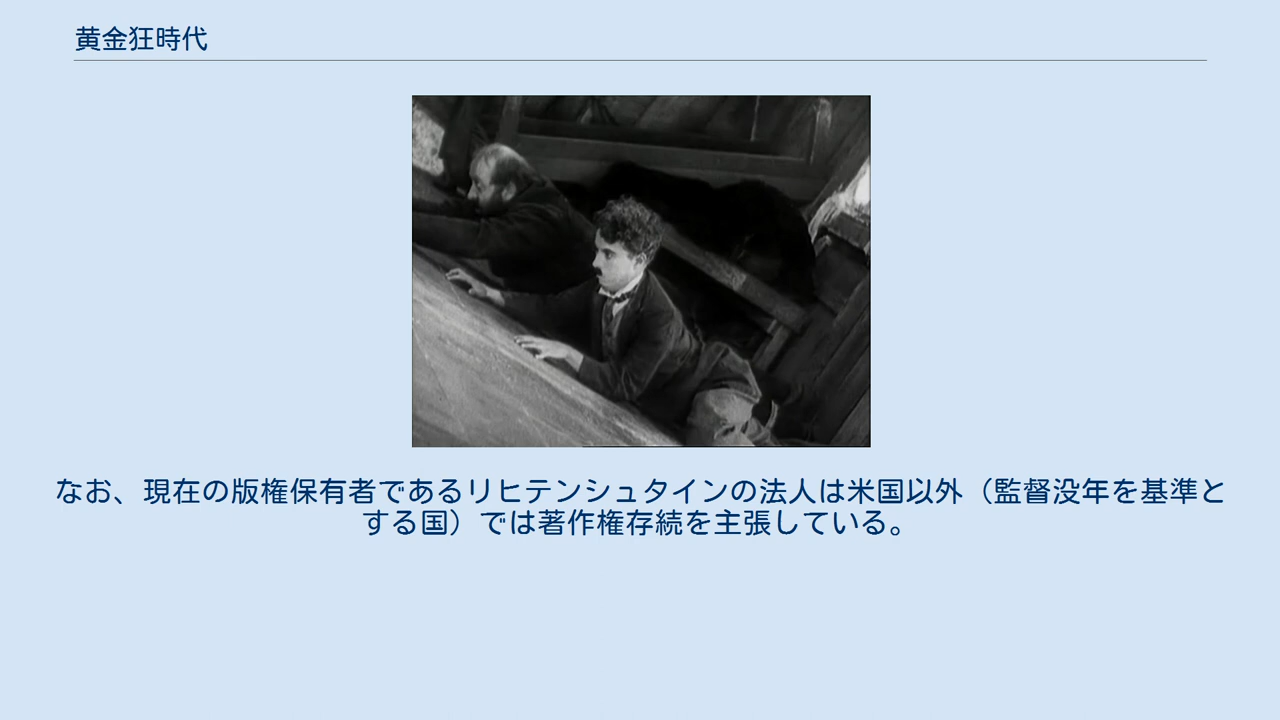 黄金狂時代
なお、現在の版権保有者であるリヒテンシュタインの法人は米国以外（監督没年を基準と
する国）では著作権存続を主張している。